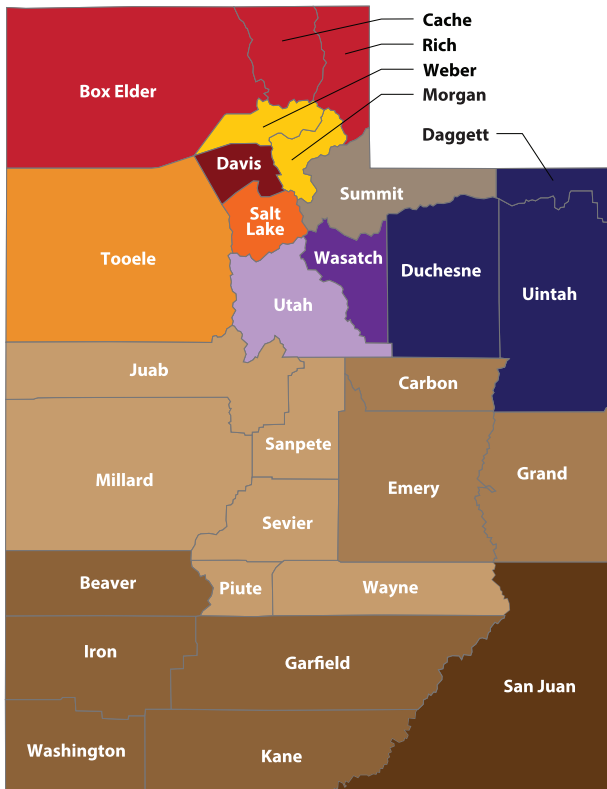 Cache
Rich
Weber
Morgan
Daggett
Box Elder
Davis
Summit
Salt
Lake
Tooele
Wasatch
Duchesne
Uintah
Utah
Juab
Carbon
Sanpete
Millard
Emery
Grand
Sevier
Beaver
Piute
Wayne
Iron
Garfield
San Juan
Washington
Kane